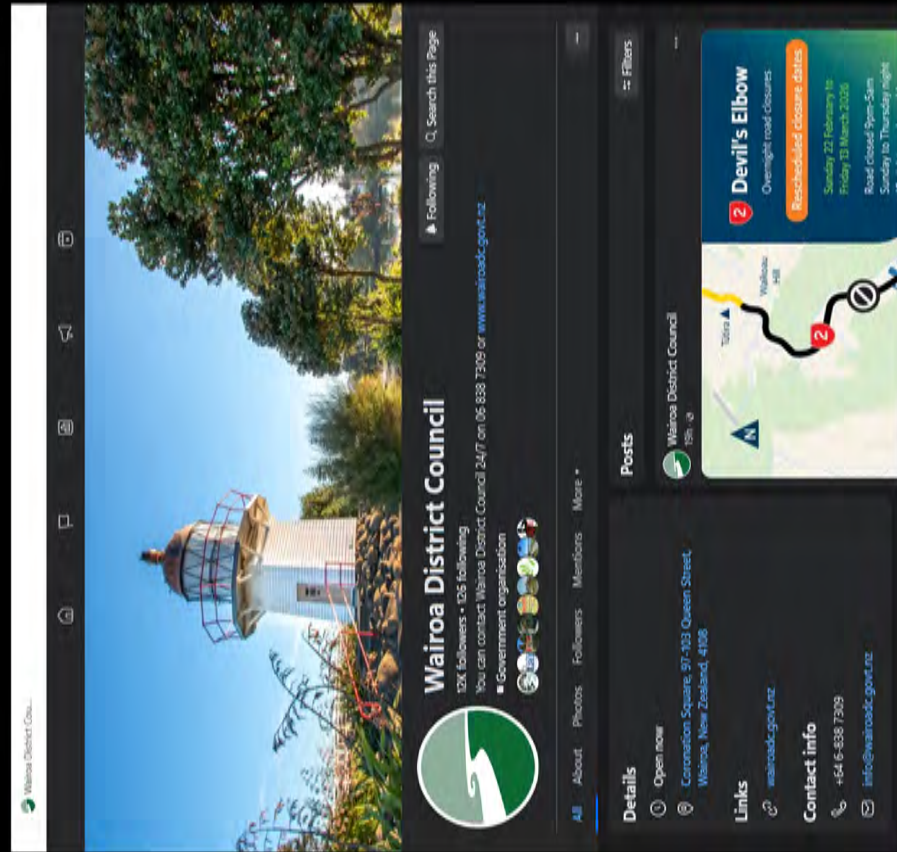 Wairoa District Cou...
Wairoa District Council
12K followers • 126 following
You can contact Wairoa District Council 24/7 on 06 838 7309 or www.wairoadc.govt.nz
Government organisation
Following
Search this Page
All
About
Photos
Followers
Mentions
More
Details
Open now
Coronation Square, 97-103 Queen Street,
Wairoa, New Zealand, 4108
Links
wairoadc.govt.nz
Contact info
+64 6-838 7309
info@wairoadc.govt.nz
Posts
Filters
Wairoa District Council
19h
N
Tūtira
Waikoau
Hill
2
2 Devil's Elbow
Overnight road closures
Rescheduled closure dates
Sunday 22 February to
Friday 13 March 2026
Road closed 9pm-5am
Sunday to Thursday night